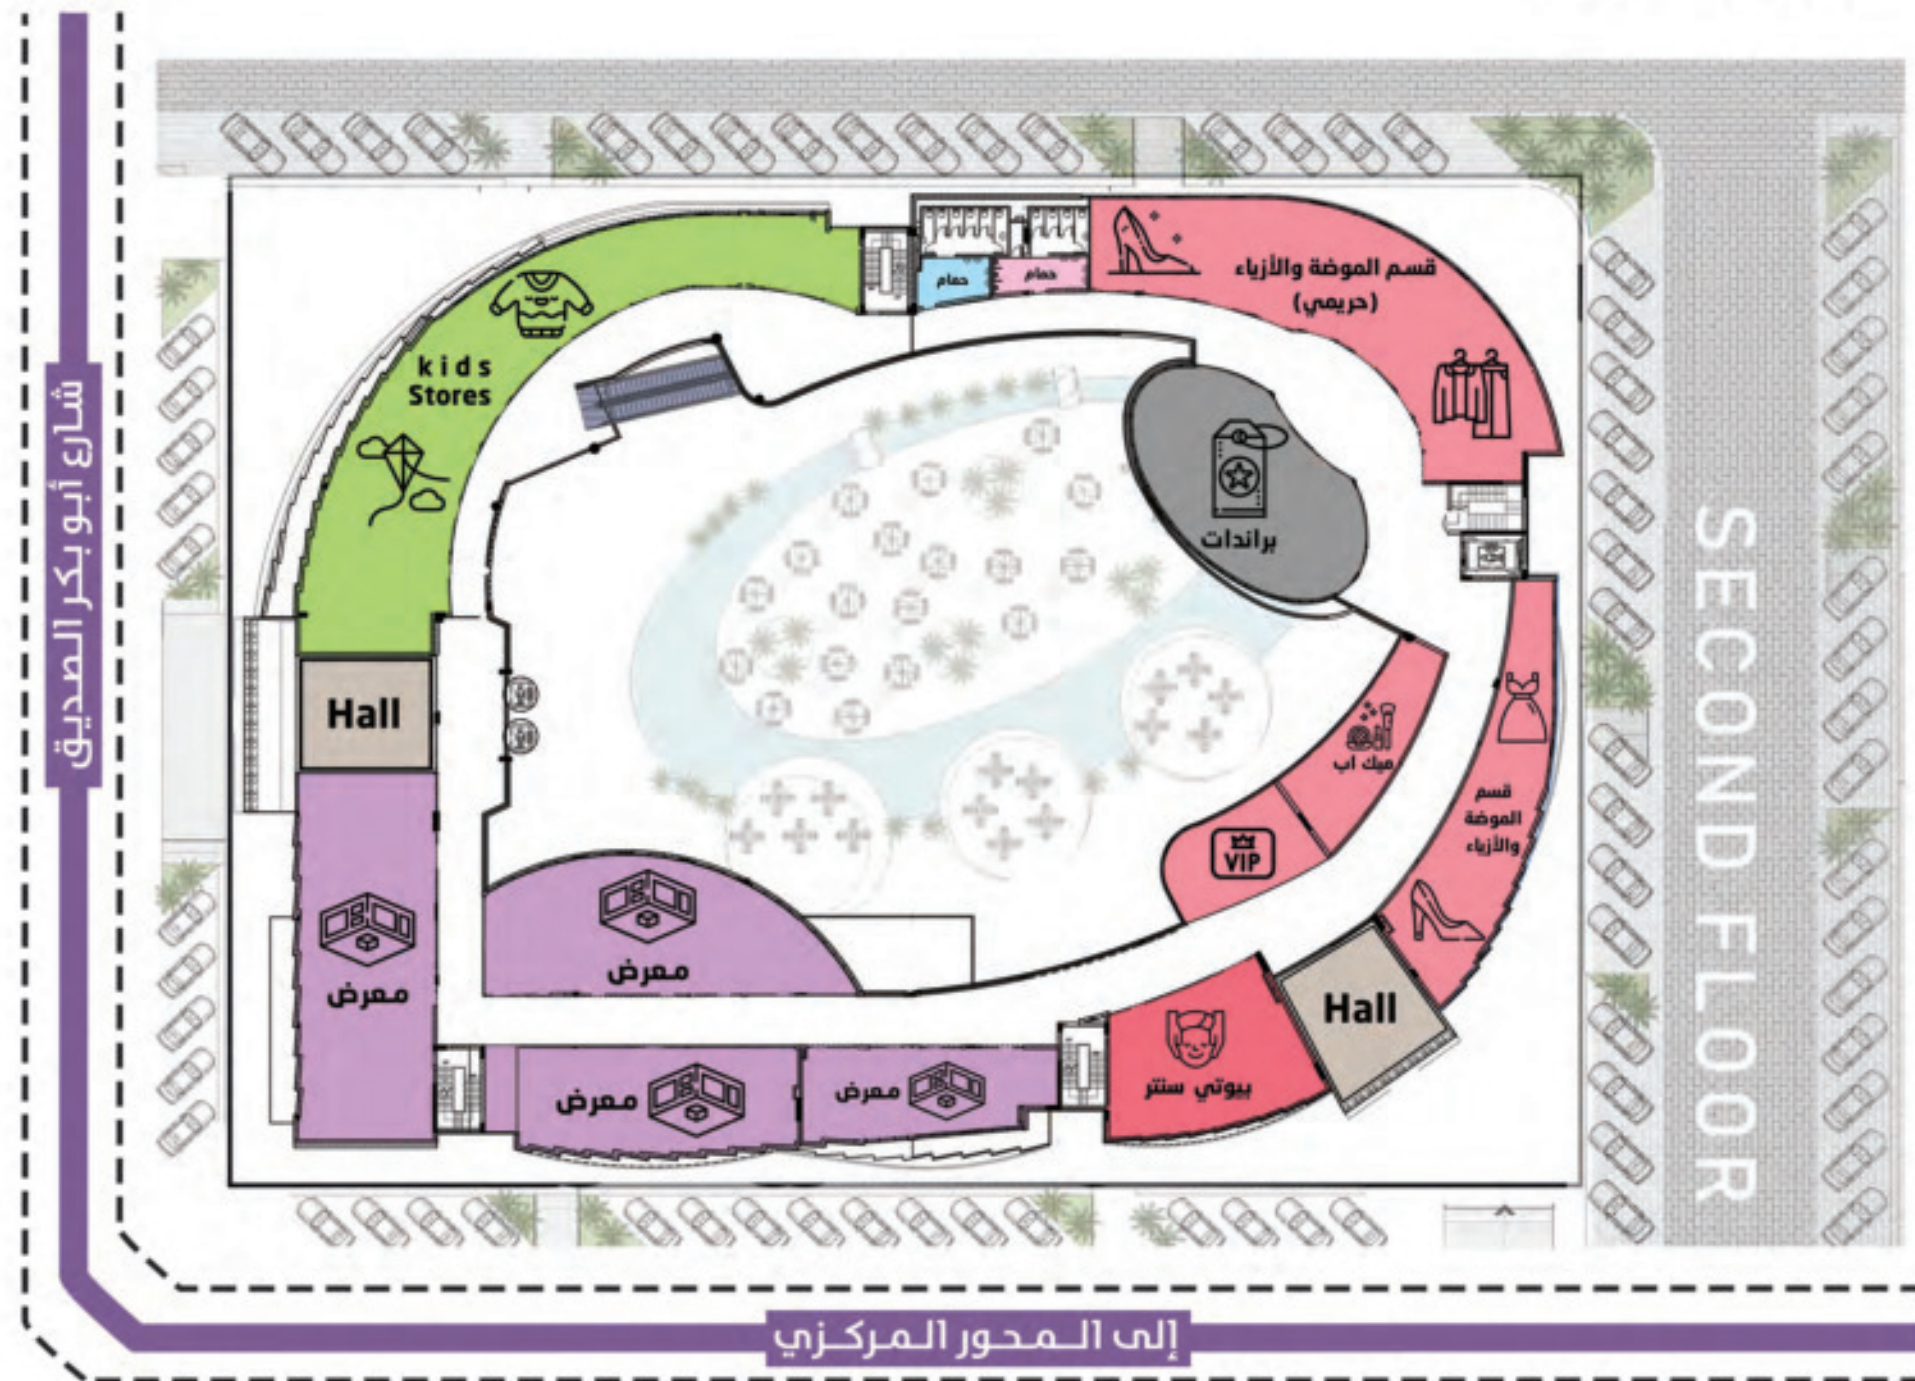 حمام
حمام
قسم الموضة والأزياء
(حريمي)
kids
Stores
براندات
شارع أبو بكر الصديق
SECOND FLOOR
Hall
ميك اب
قسم
الموضة
والأزياء
VIP
معرض
معرض
Hall
بيوتي سنتر
معرض
معرض
إلى المحور المركزي